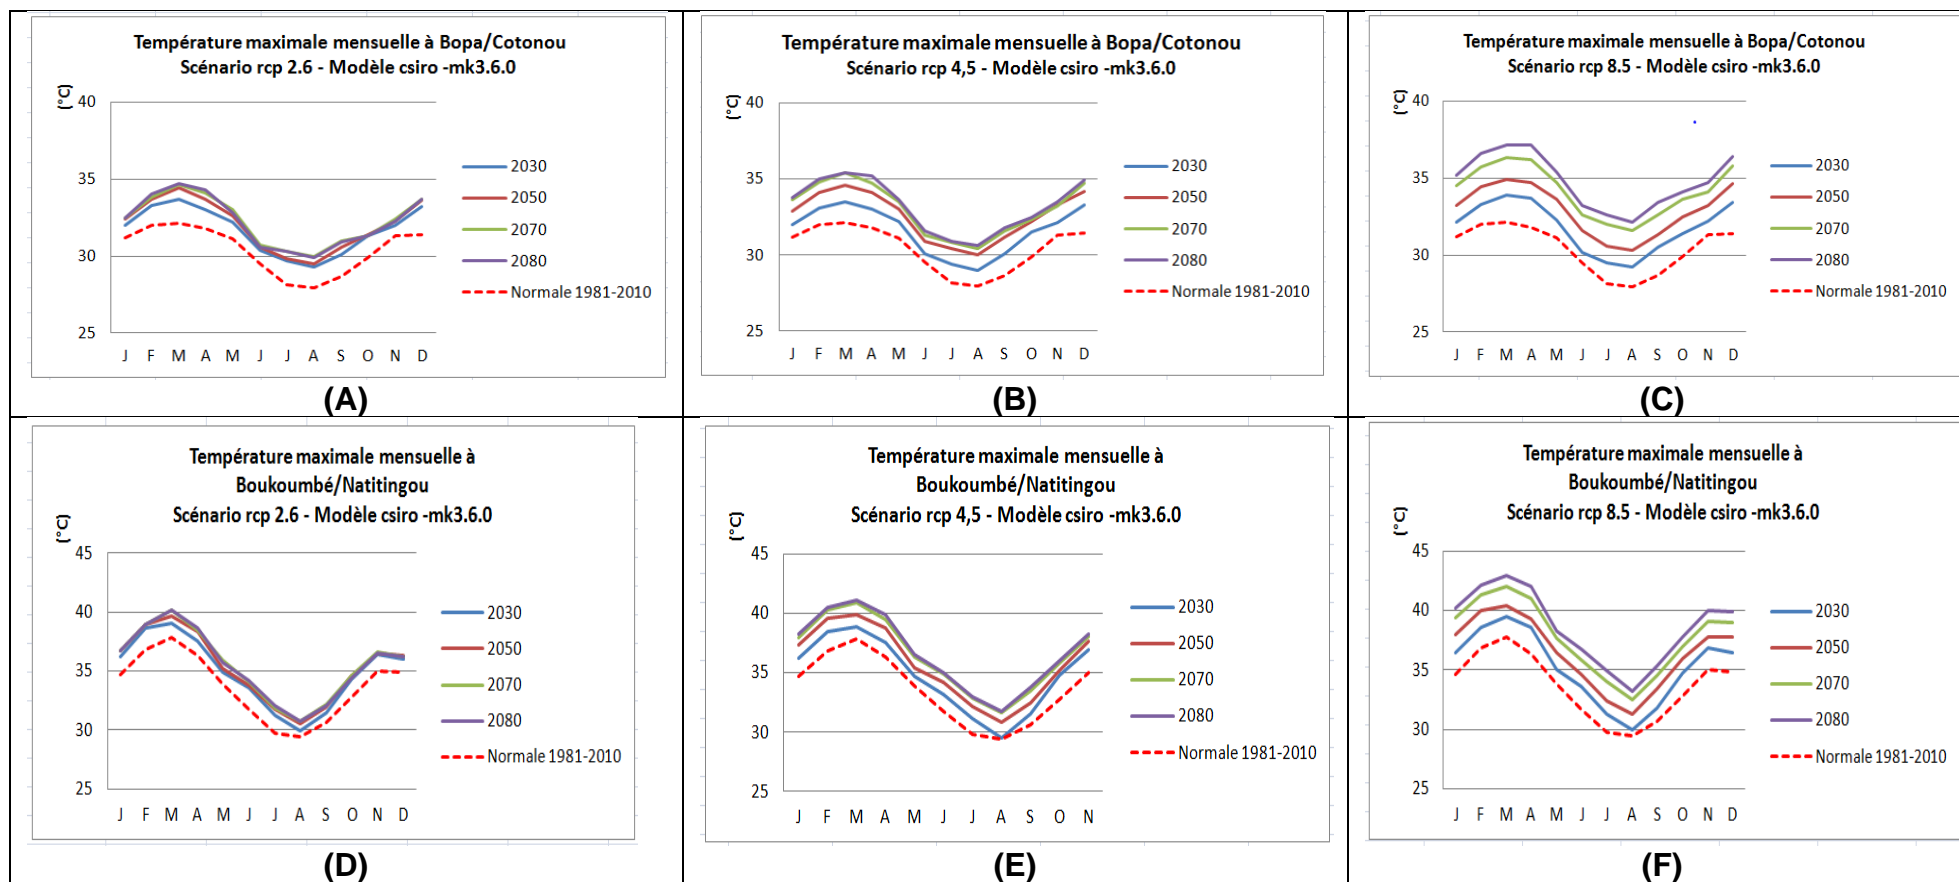 Température maximale mensuelle à Bopa/Cotonou
Scénario rcp 2.6 - Modèle csiro -mk3.6.0
(°C)
40
35
30
25
J F M A M J J A S O N D
2030
2050
2070
2080
Normale 1981-2010
(A)
Température maximale mensuelle à Bopa/Cotonou
Scénario rcp 4,5 - Modèle csiro -mk3.6.0
(°C)
40
35
30
25
J F M A M J J A S O N D
2030
2050
2070
2080
Normale 1981-2010
(B)
Température maximale mensuelle à Bopa/Cotonou
Scénario rcp 8.5 - Modèle csiro -mk3.6.0
(°C)
40
35
30
25
J F M A M J J A S O N D
2030
2050
2070
2080
Normale 1981-2010
(C)
Température maximale mensuelle à
Boukoumbé/Natitingou
Scénario rcp 2.6 - Modèle csiro -mk3.6.0
(°C)
45
40
35
30
25
J F M A M J J A S O N D
2030
2050
2070
2080
Normale 1981-2010
(D)
Température maximale mensuelle à
Boukoumbé/Natitingou
Scénario rcp 4,5 - Modèle csiro -mk3.6.0
(°C)
45
40
35
30
25
J F M A M J J A S O N
2030
2050
2070
2080
Normale 1981-2010
(E)
Température maximale mensuelle à
Boukoumbé/Natitingou
Scénario rcp 8.5 - Modèle csiro -mk3.6.0
(°C)
45
40
35
30
25
J F M A M J J A S O N D
2030
2050
2070
2080
Normale 1981-2010
(F)